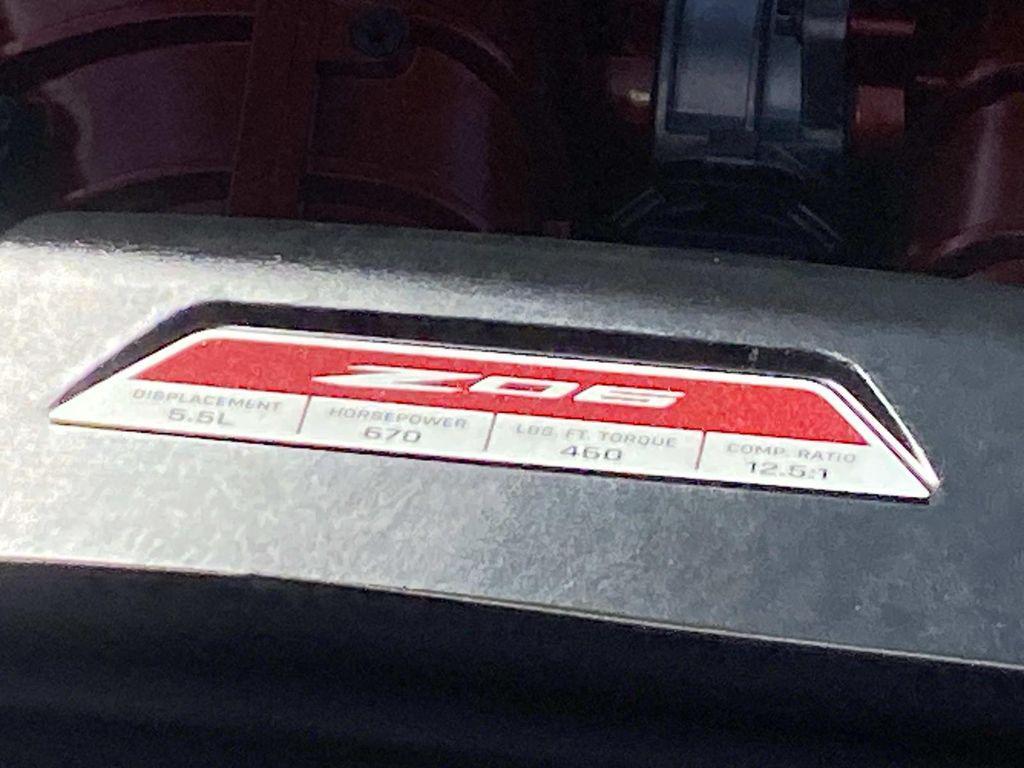 Z06
DISPLACEMENT
5.5L
HORSEPOWER
670
LBS. FT. TORQUE
460
COMP. RATIO
12.5:1